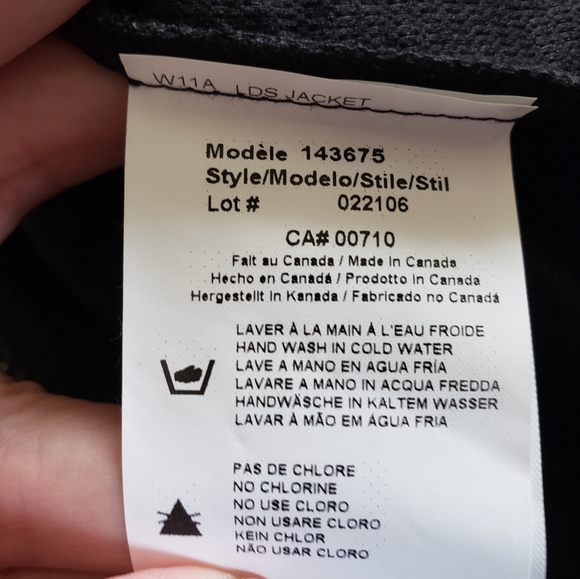 W11A LDS JACKET
Modèle 143675
Style/Modelo/Stile/Stil
Lot # 022106
CA# 00710
Fait au Canada / Made in Canada
Hecho en Canadá / Prodotto in Canada
Hergestellt in Kanada / Fabricado no Canadá
LAVER À LA MAIN À L'EAU FROIDE
HAND WASH IN COLD WATER
LAVE A MANO EN AGUA FRÍA
LAVARE A MANO IN ACQUA FREDDA
HANDWÄSCHE IN KALTEM WASSER
LAVAR À MÃO EM ÁGUA FRIA
PAS DE CHLORE
NO CHLORINE
NO USE CLORO
NON USARE CLORO
KEIN CHLOR
NÃO USAR CLORO